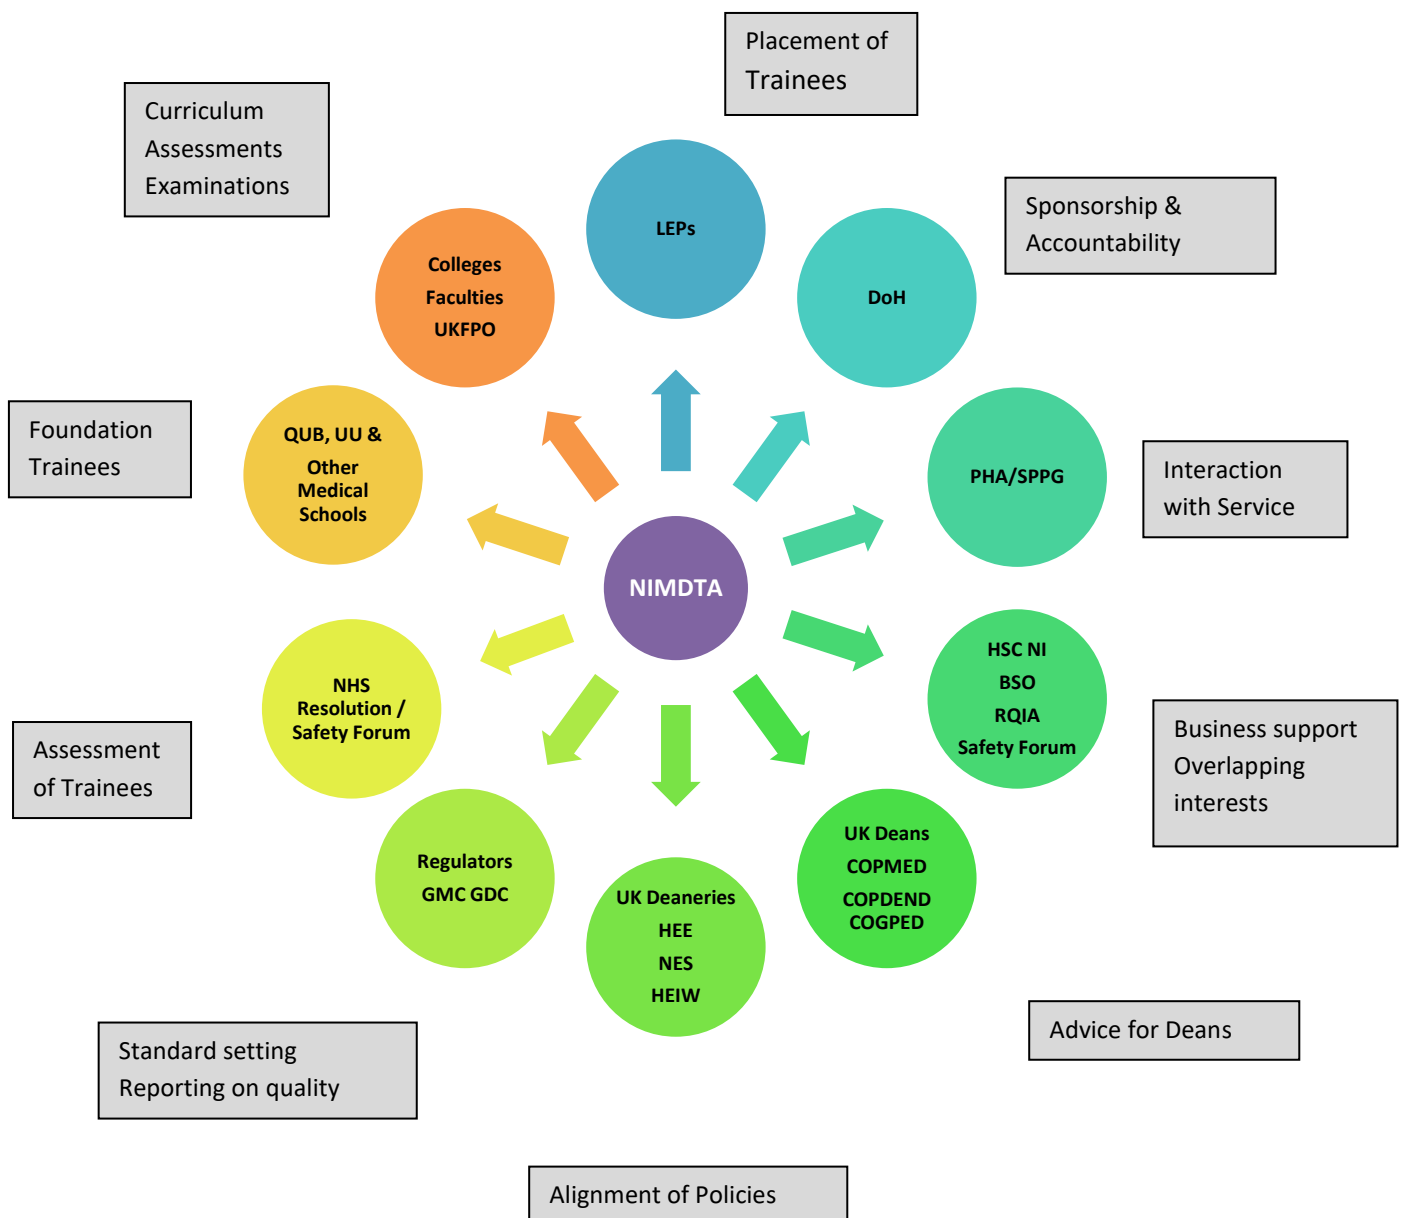 Placement of
Trainees
Curriculum
Assessments
Examinations
Sponsorship &
Accountability
LEPs
Colleges
Faculties
UKFPO
DoH
Foundation
Trainees
QUB, UU &
Other
Medical
Schools
PHA/SPPG
Interaction
with Service
NIMDTA
NHS
Resolution /
Safety Forum
HSC NI
BSO
RQIA
Safety Forum
Assessment
of Trainees
Business support
Overlapping
interests
Regulators
GMC GDC
UK Deaneries
HEE
NES
HEIW
UK Deans
COPMED
COPDEND
COGPED
Advice for Deans
Standard setting
Reporting on quality
Alignment of Policies